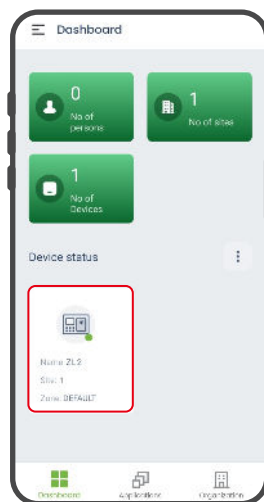 Dashboard
0
No of
persons
1
No of sites
1
No of
Devices
Device status
Name ZL2
Site: 1
Zone: DEFAULT
Dashboard
Applications
Organization